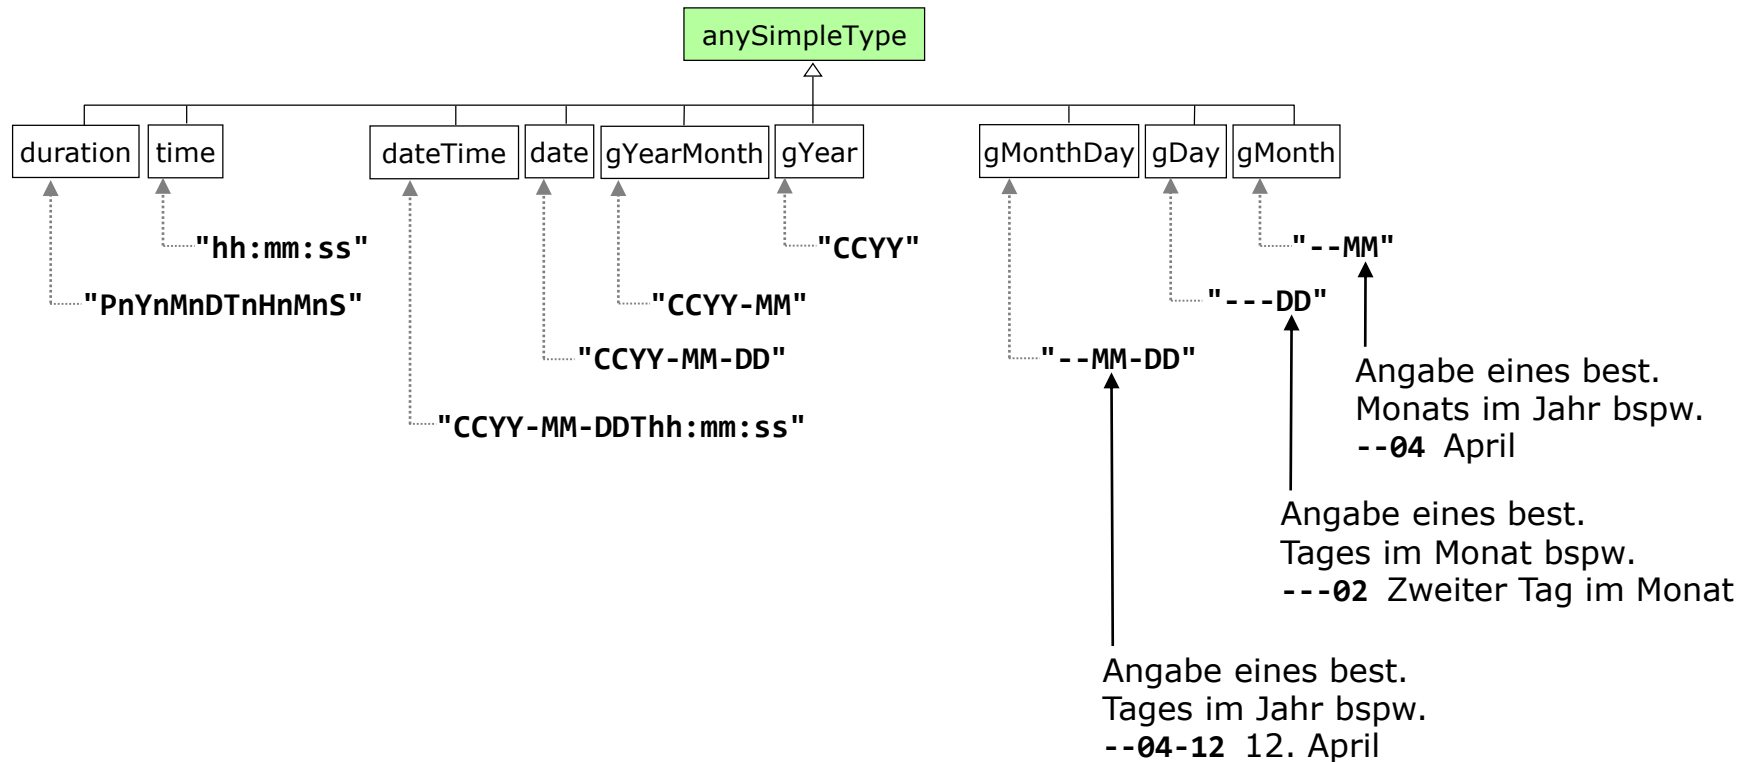 anySimpleType
duration time dateTime date gYearMonth gYear gMonthDay gDay gMonth
"hh:mm:ss" "CCYY" "--MM"
"PnYnMnDTnHnMnS" "CCYY-MM" "---DD"
"CCYY-MM-DD" "--MM-DD"
"CCYY-MM-DDThh:mm:ss"
Angabe eines best.
Monats im Jahr bspw.
--04 April
Angabe eines best.
Tages im Monat bspw.
---02 Zweiter Tag im Monat
Angabe eines best.
Tages im Jahr bspw.
--04-12 12. April